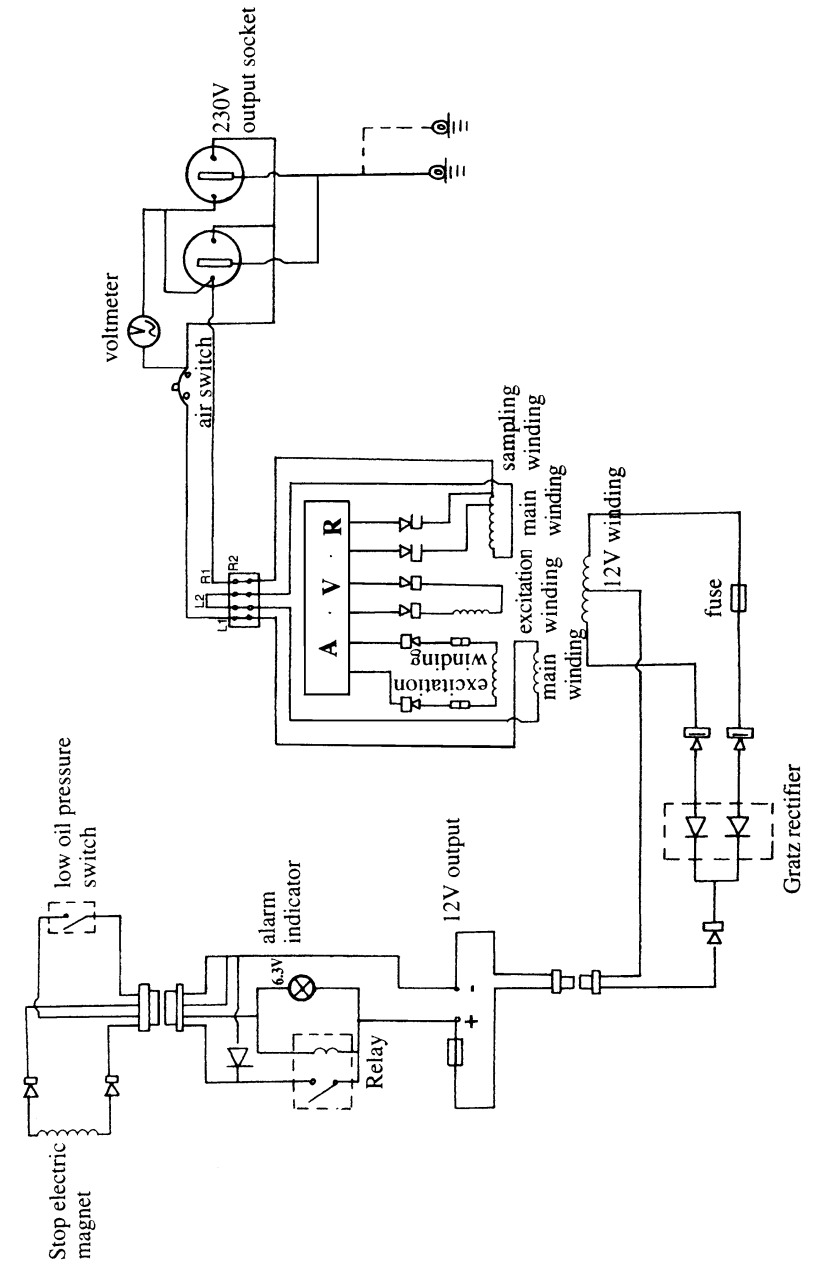 Stop electric
magnet
low oil pressure
switch
alarm
indicator
6.3V
Relay
12V output
+
-
Gratz rectifier
fuse
12V winding
main
winding
excitation
winding
excitation
winding
main
winding
sampling
winding
A . V . R
L1
L2
R1
R2
air switch
voltmeter
V
230V
output socket